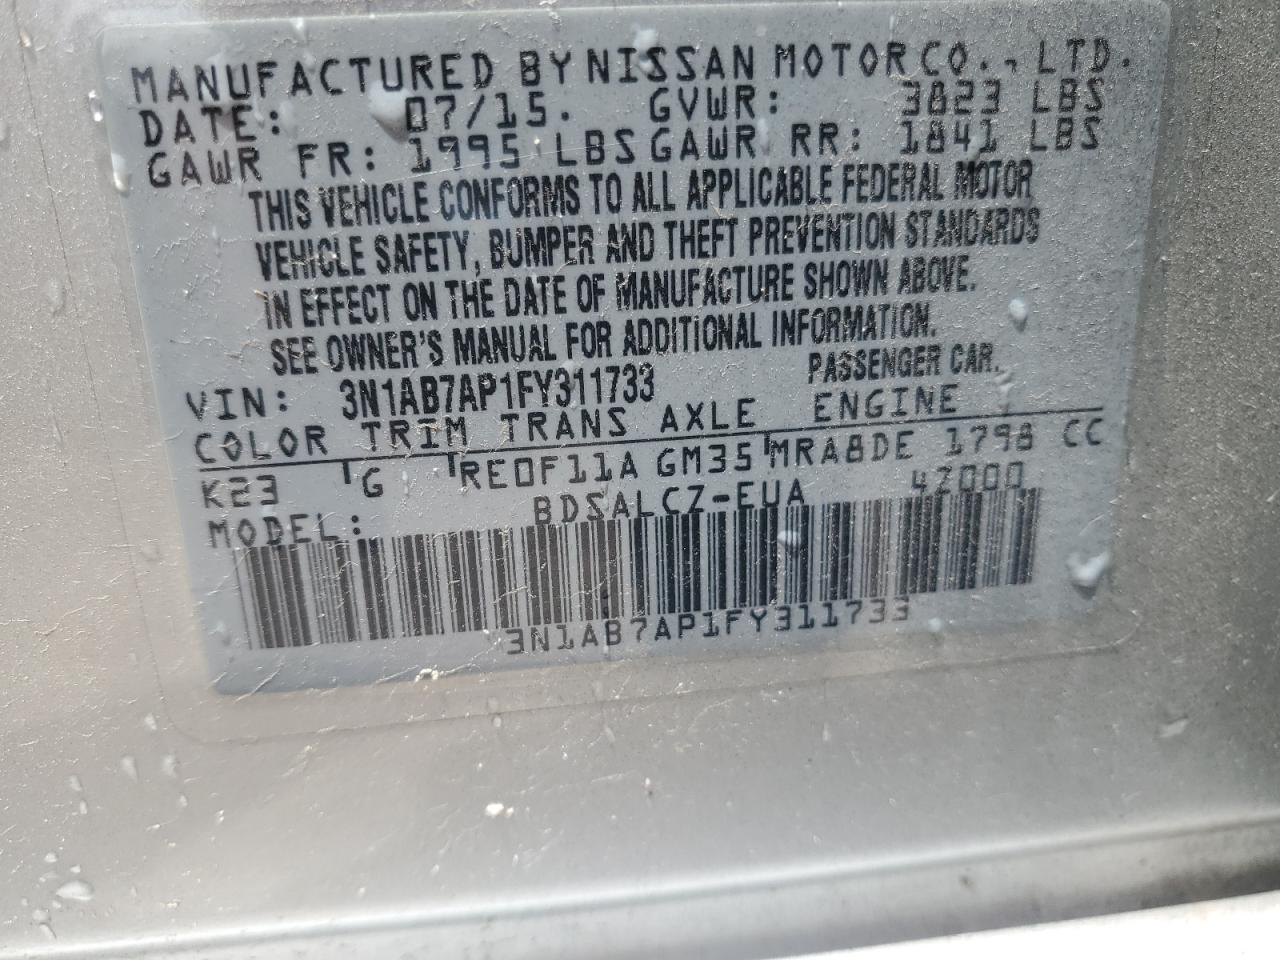 MANUFACTURED BY NISSAN MOTOR CO., LTD.
DATE: 07/15. GVWR: 3823 LBS
GAWR FR: 1995 LBS GAWR RR: 1841 LBS
THIS VEHICLE CONFORMS TO ALL APPLICABLE FEDERAL MOTOR
VEHICLE SAFETY, BUMPER AND THEFT PREVENTION STANDARDS
IN EFFECT ON THE DATE OF MANUFACTURE SHOWN ABOVE.
SEE OWNER'S MANUAL FOR ADDITIONAL INFORMATION.
VIN: 3N1AB7AP1FY311733 PASSENGER CAR.
COLOR TRIM TRANS AXLE ENGINE
K23 G RE0F11A GM35 MRA8DE 1798 CC
MODEL: BDSALCZ-EUA 42000
3N1AB7AP1FY311733